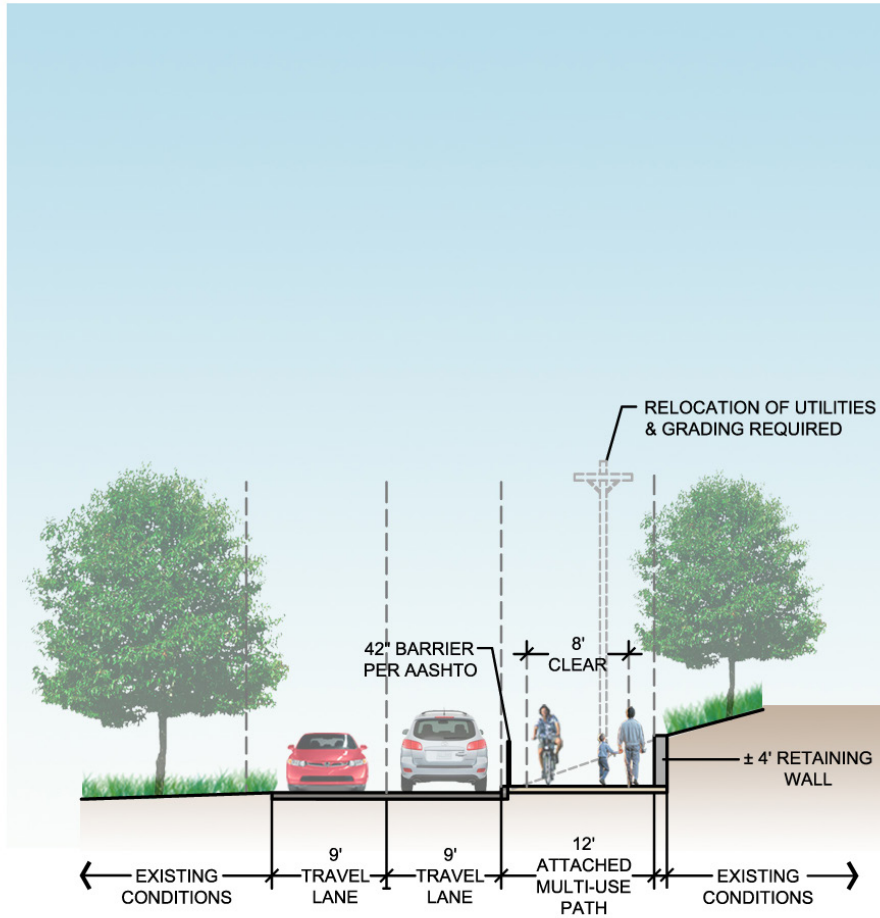 RELOCATION OF UTILITIES
& GRADING REQUIRED
42" BARRIER
PER AASHTO
8'
CLEAR
± 4' RETAINING
WALL
EXISTING
CONDITIONS
9'
TRAVEL
LANE
9'
TRAVEL
LANE
12'
ATTACHED
MULTI-USE
PATH
EXISTING
CONDITIONS